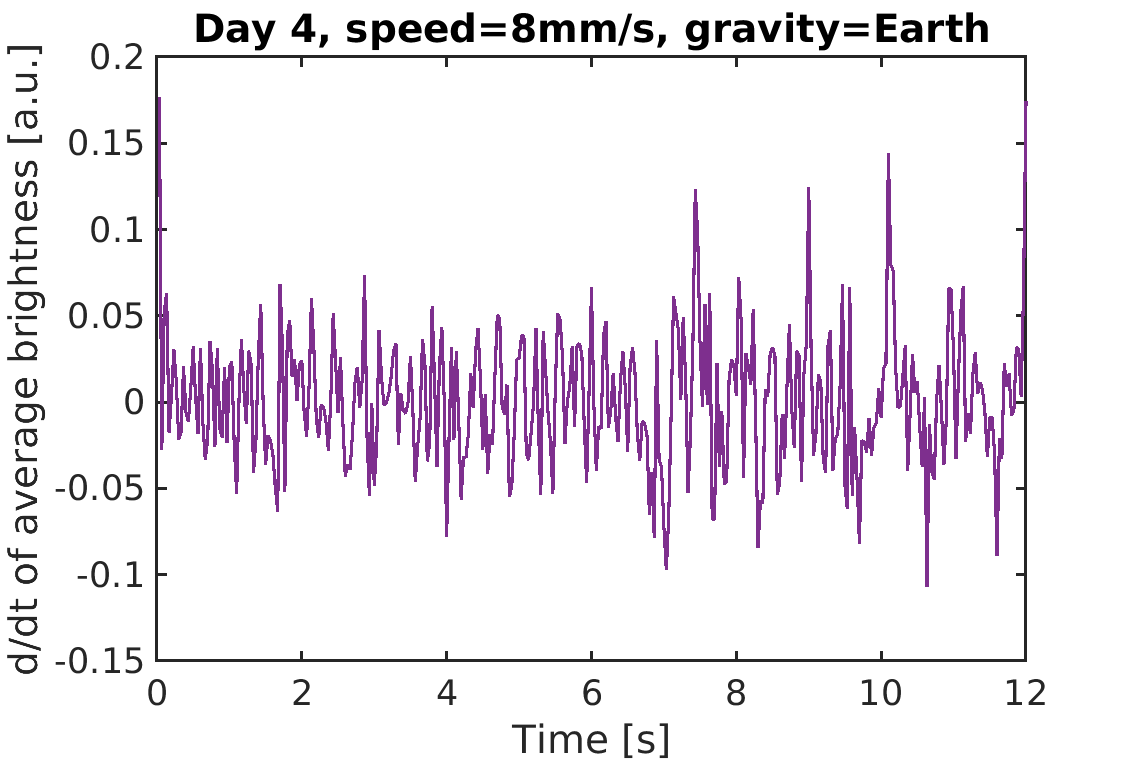 Day 4, speed=8mm/s, gravity=Earth
d/dt of average brightness [a.u.]
0.2
0.15
0.1
0.05
0
-0.05
-0.1
-0.15
0 2 4 6 8 10 12
Time [s]